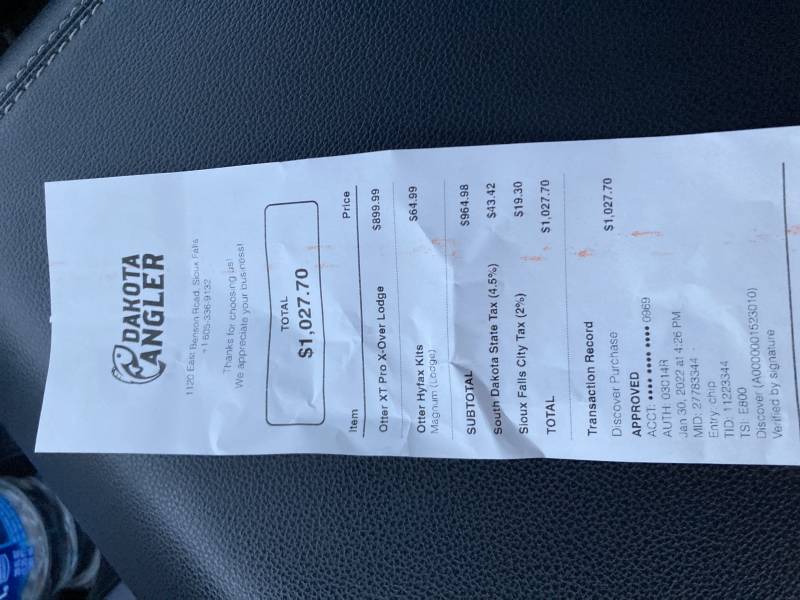 DAKOTA
ANGLER
1120 East Benson Road, Sioux Falls
+1 605-336-9132
Thanks for choosing us!
We appreciate your business!
TOTAL
$1,027.70
Item Price
Otter XT Pro X-Over Lodge $899.99
Otter Hyfax Kits $64.99
Magnum (Lodge)
SUBTOTAL $964.98
South Dakota State Tax (4.5%) $43.42
Sioux Falls City Tax (2%) $19.30
TOTAL $1,027.70
Transaction Record
Discover Purchase $1,027.70
APPROVED
ACCT: •••• •••• •••• 0969
AUTH: 03014R
Jan 30, 2022 at 4:26 PM
MID: 27783344
Entry: chip
TID: 11223344
TSI: E800
Discover (A0000001523010)
Verified by signature